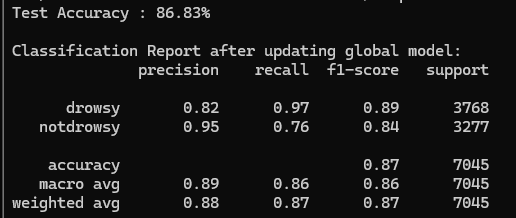 Test Accuracy : 86.83%
Classification Report after updating global model:
precision recall f1-score support
drowsy 0.82 0.97 0.89 3768
notdrowsy 0.95 0.76 0.84 3277
accuracy 0.87 7045
macro avg 0.89 0.86 0.86 7045
weighted avg 0.88 0.87 0.87 7045